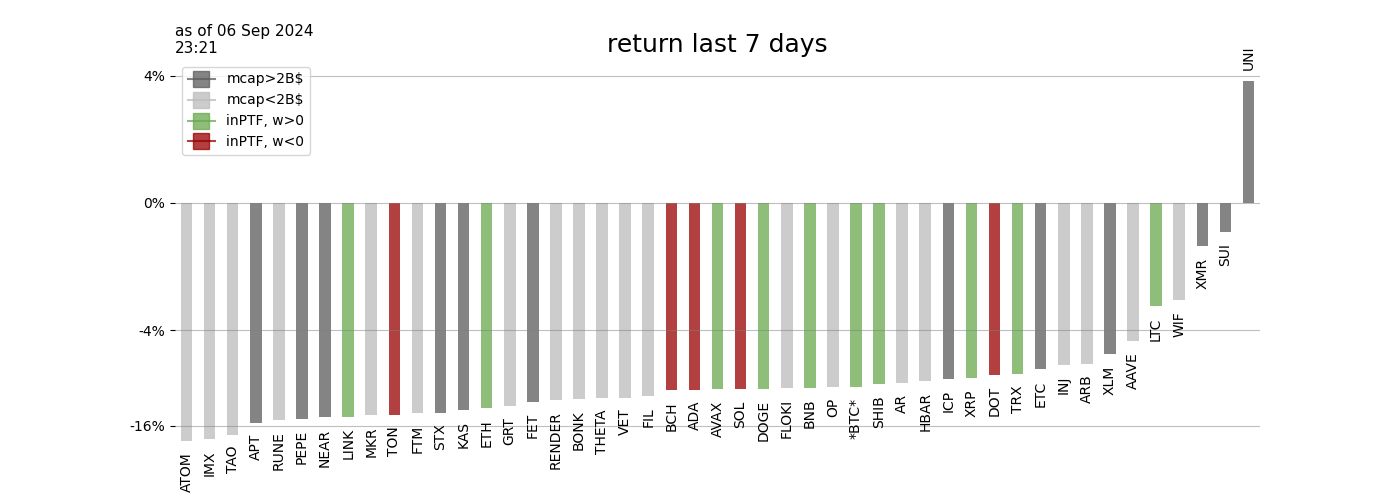 as of 06 Sep 2024
23:21
return last 7 days
mcap>2B$
mcap<2B$
inPTF, w>0
inPTF, w<0
4%
0%
-4%
-16%
ATOM
IMX
TAO
APT
RUNE
PEPE
NEAR
LINK
MKR
TON
FTM
STX
KAS
ETH
GRT
FET
RENDER
BONK
THETA
VET
FIL
BCH
ADA
AVAX
SOL
DOGE
FLOKI
BNB
OP
*BTC*
SHIB
AR
HBAR
ICP
XRP
DOT
TRX
ETC
INJ
ARB
XLM
AAVE
LTC
WIF
XMR
SUI
UNI